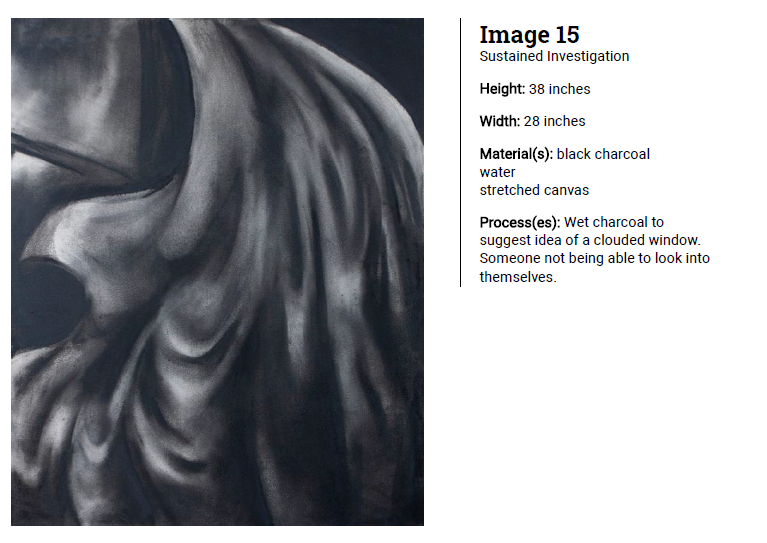 Image 15
Sustained Investigation
Height: 38 inches
Width: 28 inches
Material(s): black charcoal
water
stretched canvas
Process(es): Wet charcoal to
suggest idea of a clouded window.
Someone not being able to look into
themselves.